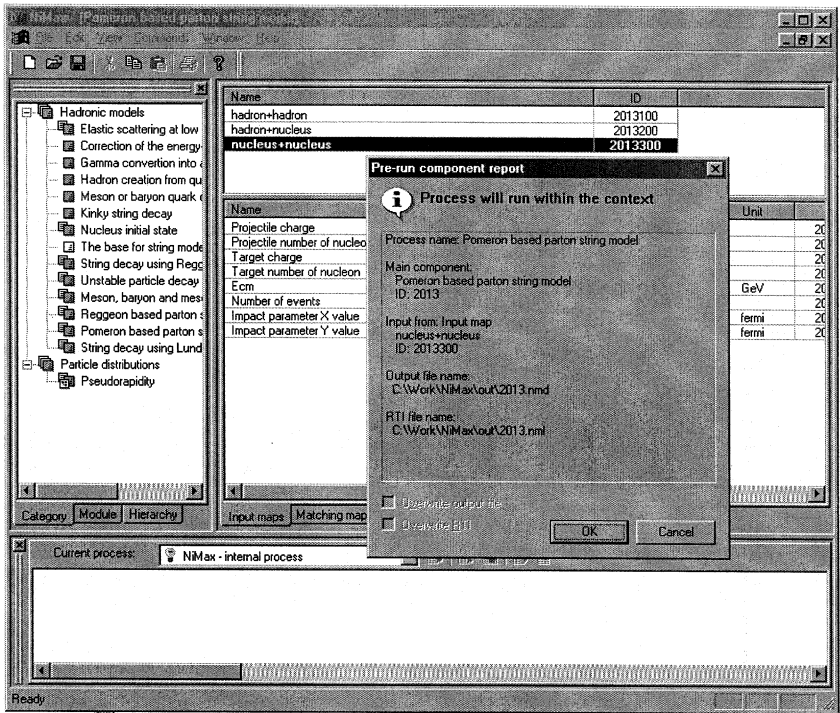 NiMax - [Pomeron based parton string model]
File Edit View Commands Window Help
Hadronic models
Elastic scattering at low
Correction of the energy-
Gamma convertion into
Hadron creation from qu
Meson or baryon quark
Kinky string decay
Nucleus initial state
The base for string mode
String decay using Regg
Unstable particle decay
Meson, baryon and mes
Reggeon based parton s
Pomeron based parton s
String decay using Lund
Particle distributions
Pseudorapidity
Category Module Hierarchy
Name ID
hadron+hadron 2013100
hadron+nucleus 2013200
nucleus+nucleus 2013300
Name Unit
Projectile charge 20
Projectile number of nucleo 20
Target charge 20
Target number of nucleon 20
Ecm GeV 20
Number of events 20
Impact parameter X value fermi 20
Impact parameter Y value fermi 20
Input maps Matching map
Pre-run component report
Process will run within the context
Process name: Pomeron based parton string model
Main component:
Pomeron based parton string model
ID: 2013
Input from: Input map
nucleus+nucleus
ID: 2013300
Output file name:
C:\Work\NiMax\out\2013.nmd
RTI file name:
C:\Work\NiMax\out\2013.nml
Overwrite output file
Overwrite RTI
OK Cancel
Current process: NiMax - internal process
Ready